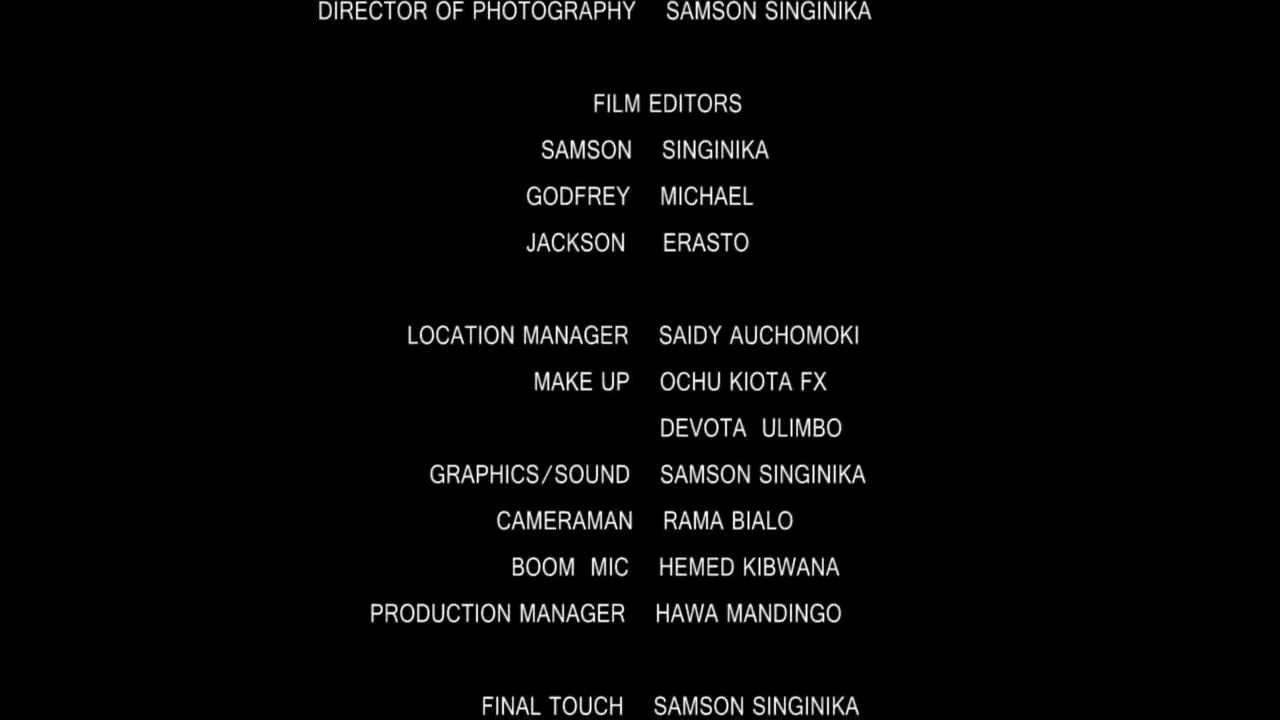 DIRECTOR OF PHOTOGRAPHY SAMSON SINGINIKA
FILM EDITORS
SAMSON SINGINIKA
GODFREY MICHAEL
JACKSON ERASTO
LOCATION MANAGER SAIDY AUCHOMOKI
MAKE UP OCHU KIOTA FX
DEVOTA ULIMBO
GRAPHICS/SOUND SAMSON SINGINIKA
CAMERAMAN RAMA BIALO
BOOM MIC HEMED KIBWANA
PRODUCTION MANAGER HAWA MANDINGO
FINAL TOUCH SAMSON SINGINIKA